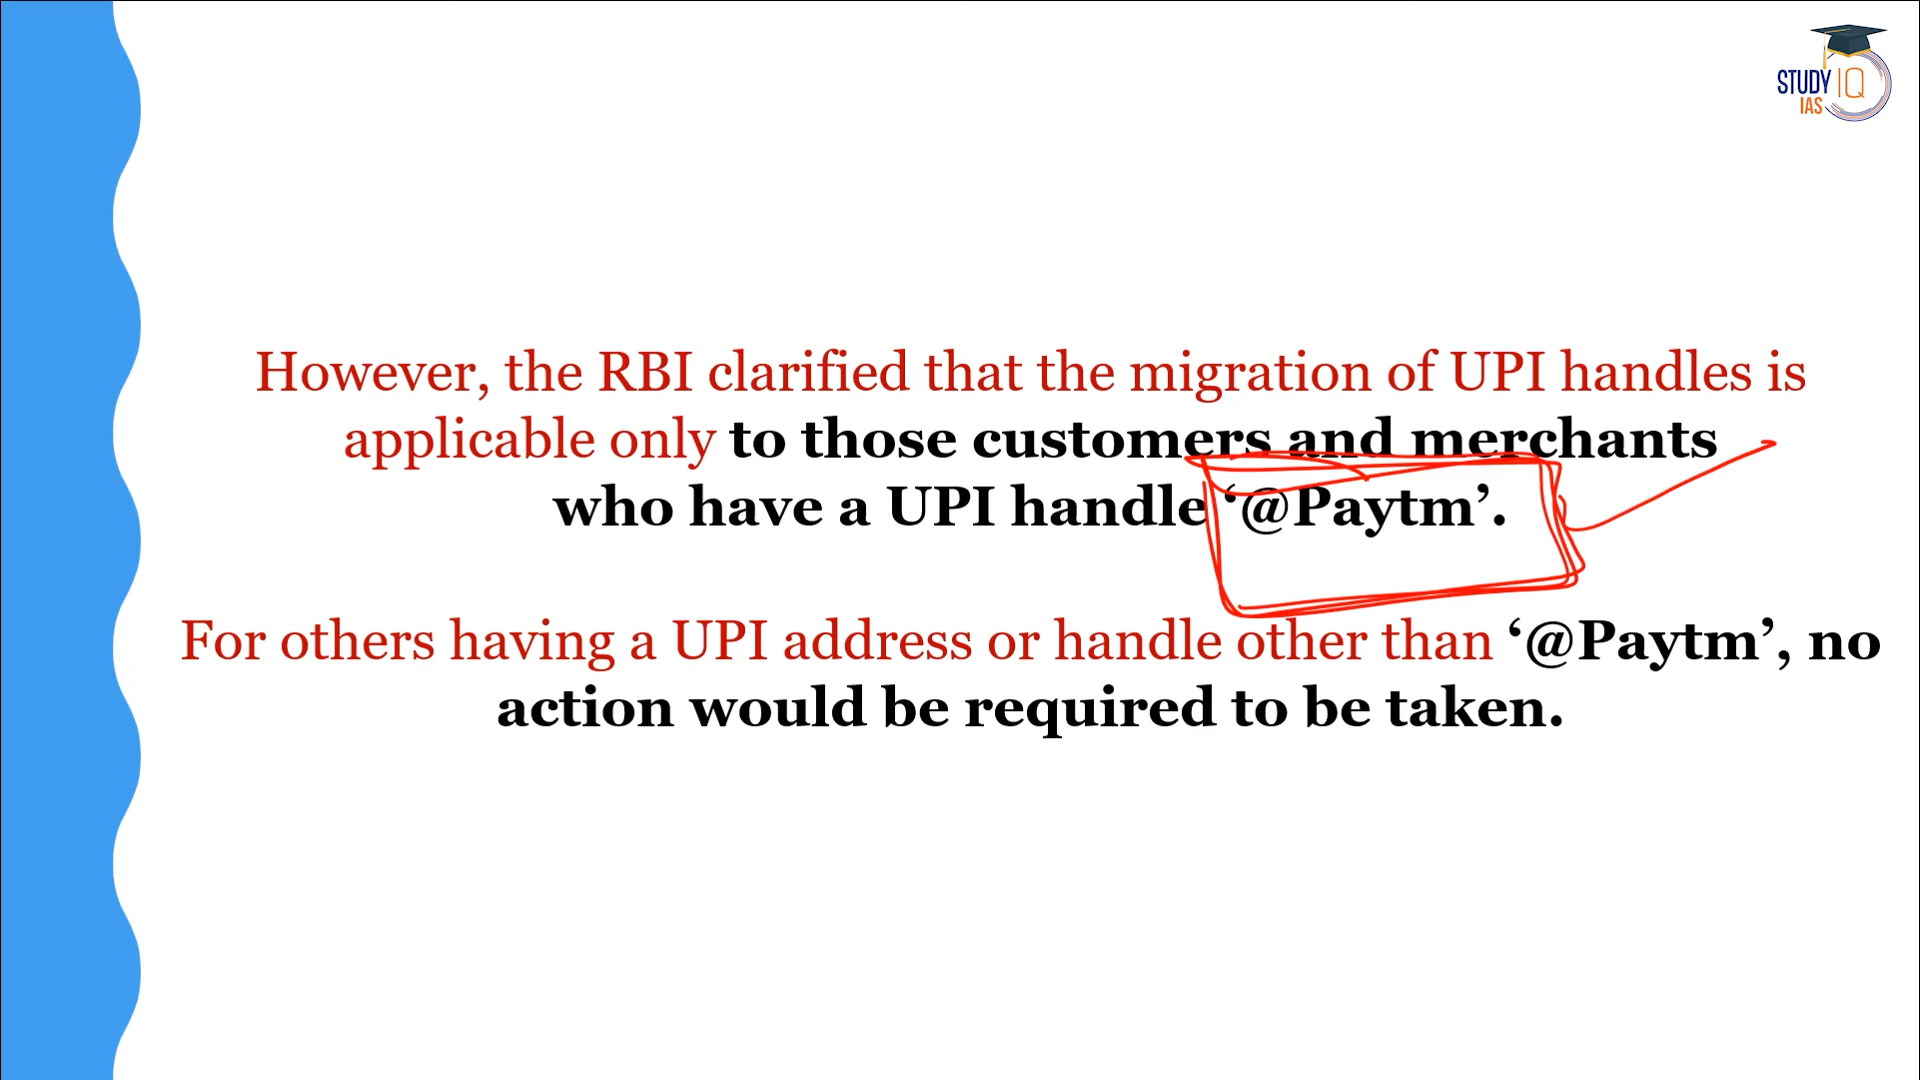 STUDY IQ
IAS
However, the RBI clarified that the migration of UPI handles is
applicable only to those customers and merchants
who have a UPI handle ‘@Paytm’.
For others having a UPI address or handle other than ‘@Paytm’, no
action would be required to be taken.